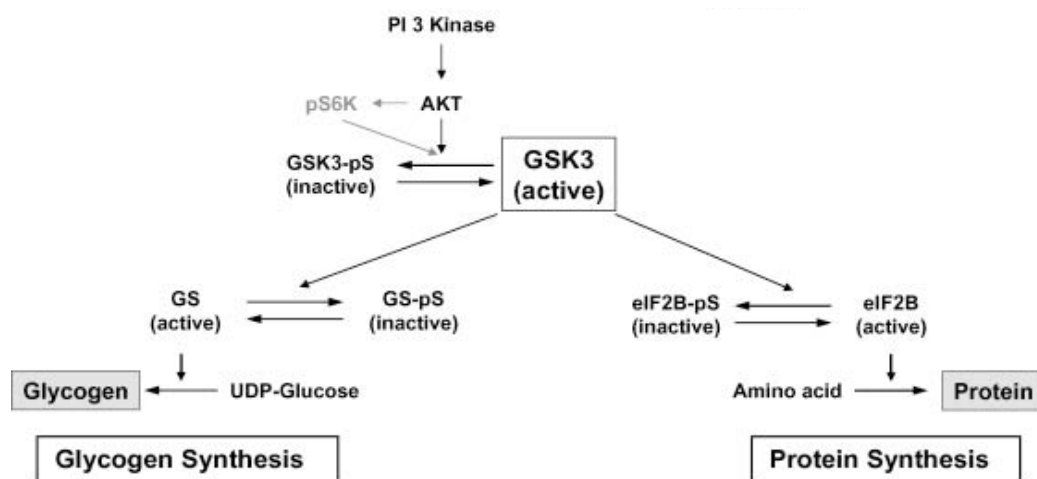 PI 3 Kinase
pS6K
AKT
GSK3-pS
(inactive)
GSK3
(active)
GS
(active)
GS-pS
(inactive)
eIF2B-pS
(inactive)
eIF2B
(active)
Glycogen
UDP-Glucose
Amino acid
Protein
Glycogen Synthesis
Protein Synthesis